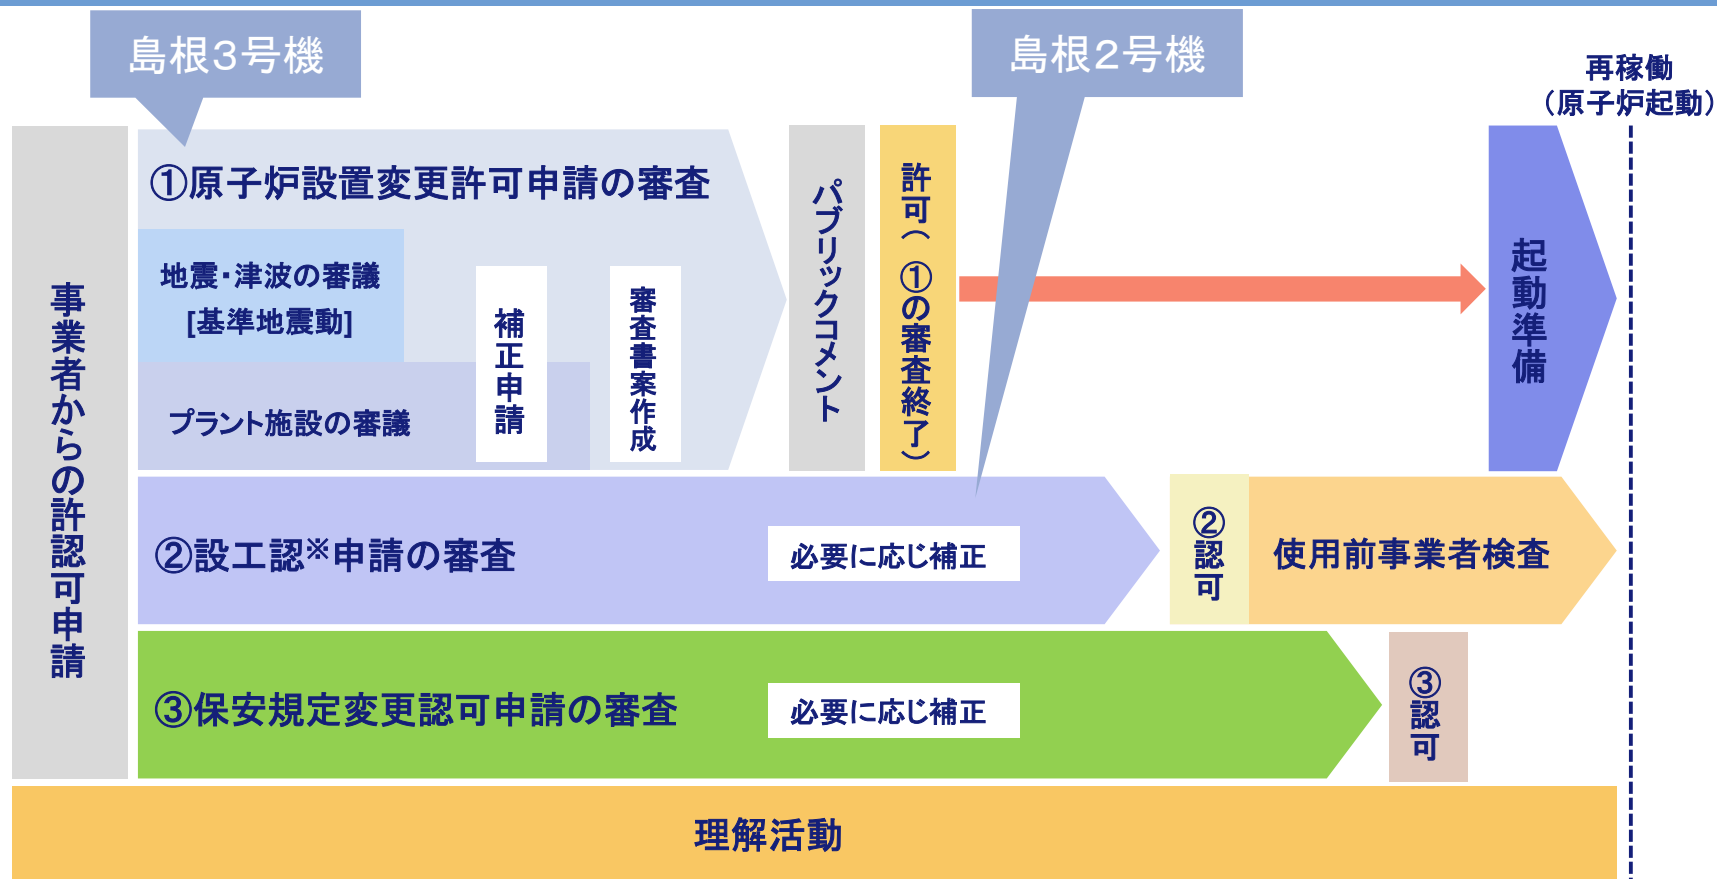 島根３号機
島根２号機
再稼働
（原子炉起動）
事業者からの許認可申請
①原子炉設置変更許可申請の審査
地震・津波の審議
[基準地震動]
プラント施設の審議
補正申請
審査書案作成
パブリックコメント
許可（①の審査終了）
起動準備
②設工認※申請の審査
必要に応じ補正
②認可
使用前事業者検査
③保安規定変更認可申請の審査
必要に応じ補正
③認可
理解活動